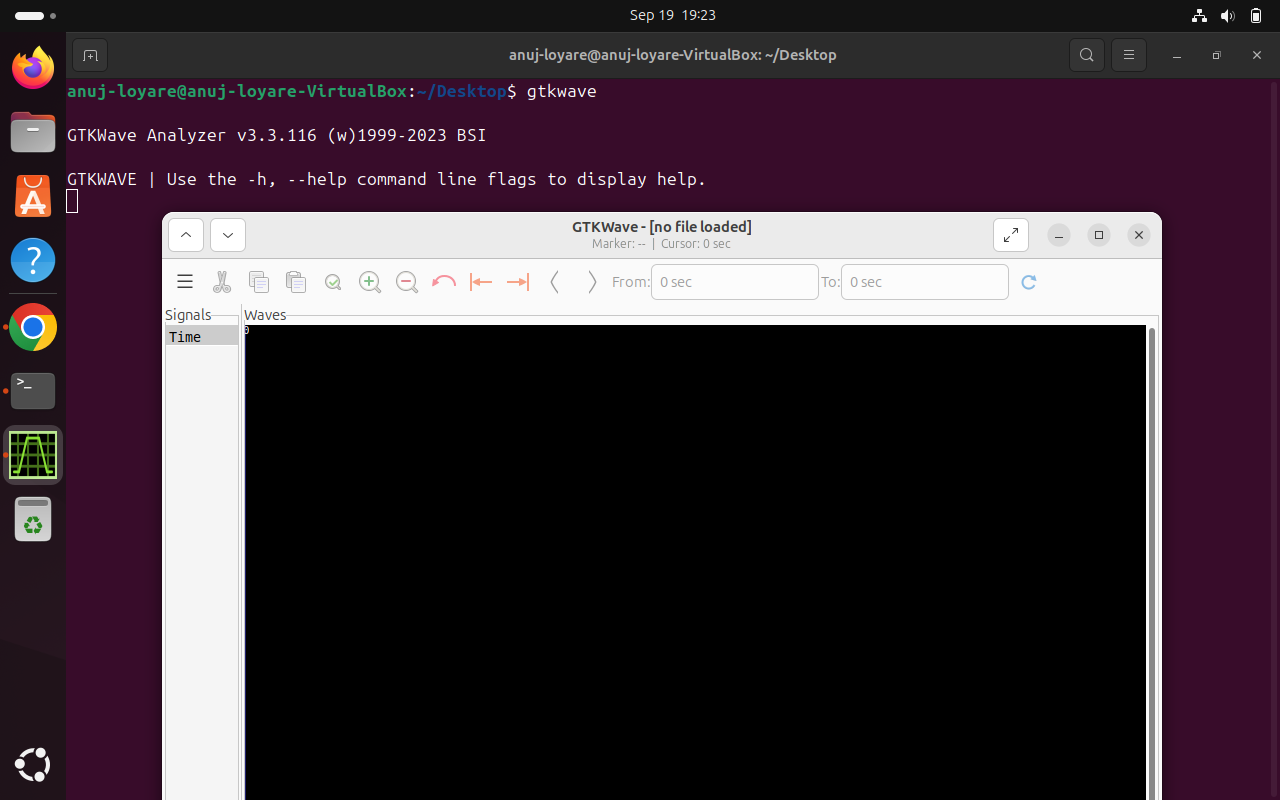 Sep 19 19:23
anuj-loyare@anuj-loyare-VirtualBox: ~/Desktop
anuj-loyare@anuj-loyare-VirtualBox:~/Desktop$ gtkwave
GTKWave Analyzer v3.3.116 (w)1999-2023 BSI
GTKWAVE | Use the -h, --help command line flags to display help.
GTKWave - [no file loaded]
Marker: -- | Cursor: 0 sec
From: 0 sec To: 0 sec
Signals Waves
Time 0